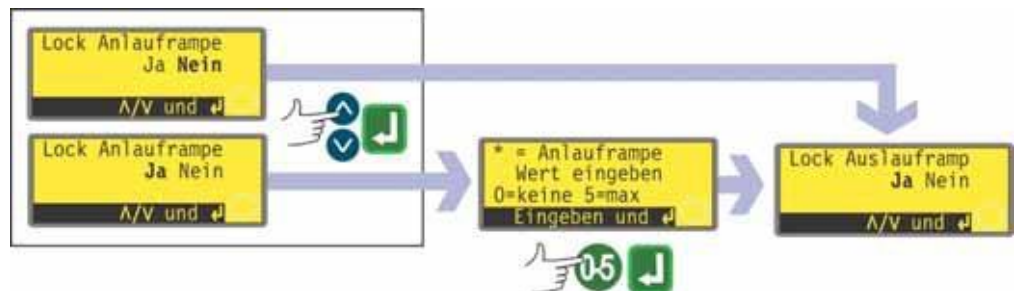 Lock Anlauframpe
Ja Nein
Λ/V und ↲
Lock Anlauframpe
Ja Nein
Λ/V und ↲
* = Anlauframpe
Wert eingeben
0=keine 5=max
Eingeben und ↲
0-5
Lock Auslauframp
Ja Nein
Λ/V und ↲